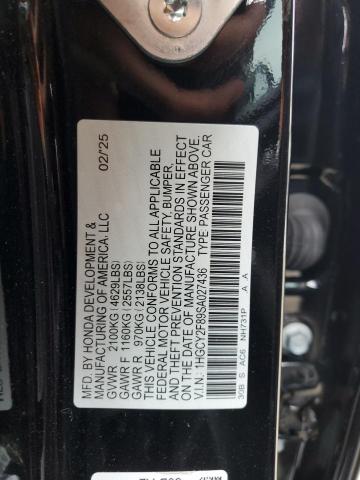 MFD. BY HONDA DEVELOPMENT & 02/'25
MANUFACTURING OF AMERICA, LLC
GVWR 2100KG (4629LBS)
GAWR F 1160KG (2557LBS)
GAWR R 970KG (2138LBS)
THIS VEHICLE CONFORMS TO ALL APPLICABLE
FEDERAL MOTOR VEHICLE SAFETY, BUMPER,
AND THEFT PREVENTION STANDARDS IN EFFECT
ON THE DATE OF MANUFACTURE SHOWN ABOVE.
V.I.N. 1HGCY2F89SA027436 TYPE: PASSENGER CAR
30B S AC6 NH731P A A